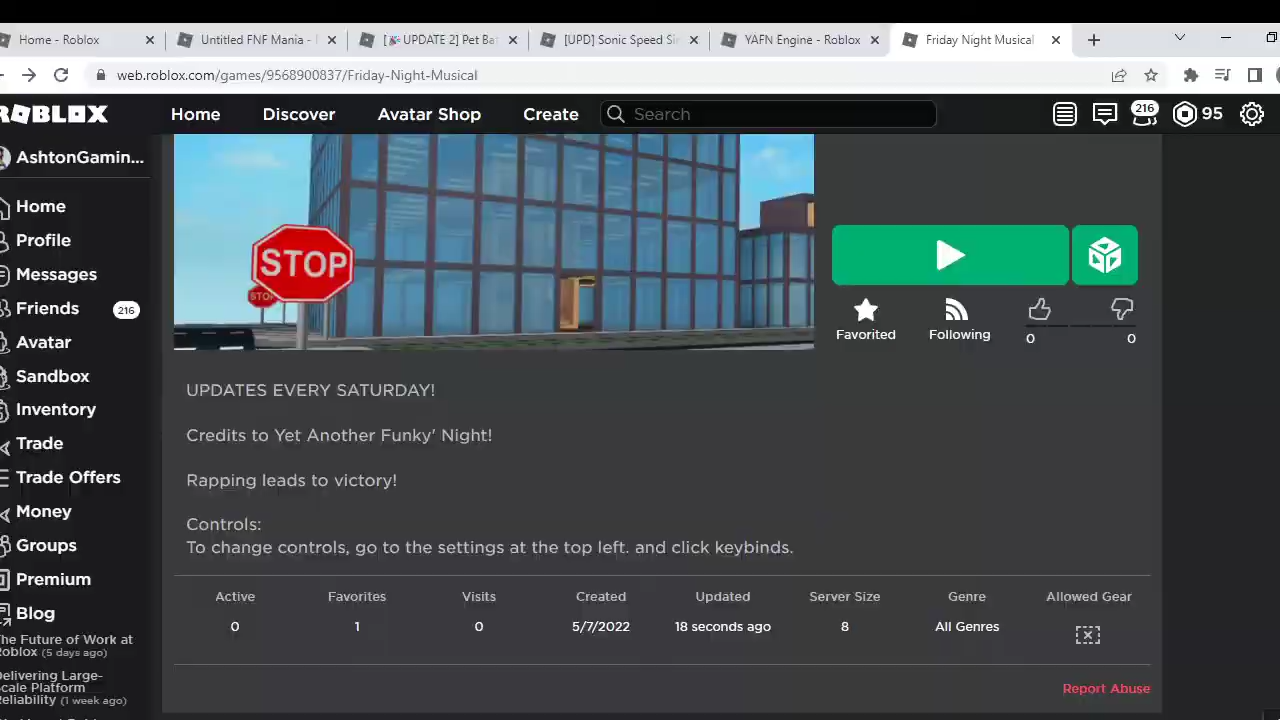 Home - Roblox
Untitled FNF Mania -
[🎉 UPDATE 2] Pet Ba
[UPD] Sonic Speed Si
YAFN Engine - Roblox
Friday Night Musical
web.roblox.com/games/9568900837/Friday-Night-Musical
ROBLOX
Home
Discover
Avatar Shop
Create
Search
216
95
AshtonGamin...
Home
Profile
Messages
Friends 216
Avatar
Sandbox
Inventory
Trade
Trade Offers
Money
Groups
Premium
Blog
The Future of Work at
Roblox (5 days ago)
Delivering Large-
Scale Platform
Reliability (1 week ago)
STOP
STOP
Favorited
Following
0
0
UPDATES EVERY SATURDAY!
Credits to Yet Another Funky' Night!
Rapping leads to victory!
Controls:
To change controls, go to the settings at the top left. and click keybinds.
Active Favorites Visits Created Updated Server Size Genre Allowed Gear
0 1 0 5/7/2022 18 seconds ago 8 All Genres
Report Abuse